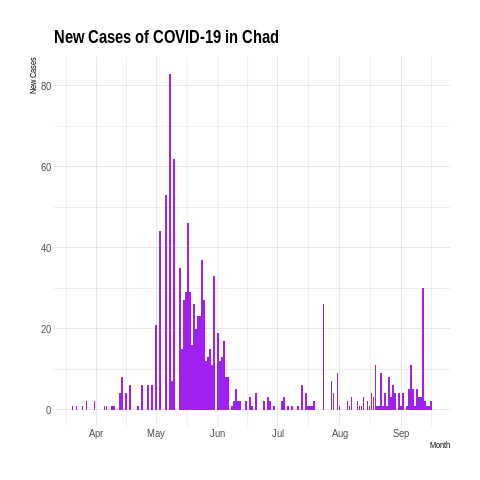 New Cases of COVID-19 in Chad
New Cases
80
60
40
20
0
Apr May Jun Jul Aug Sep
Month